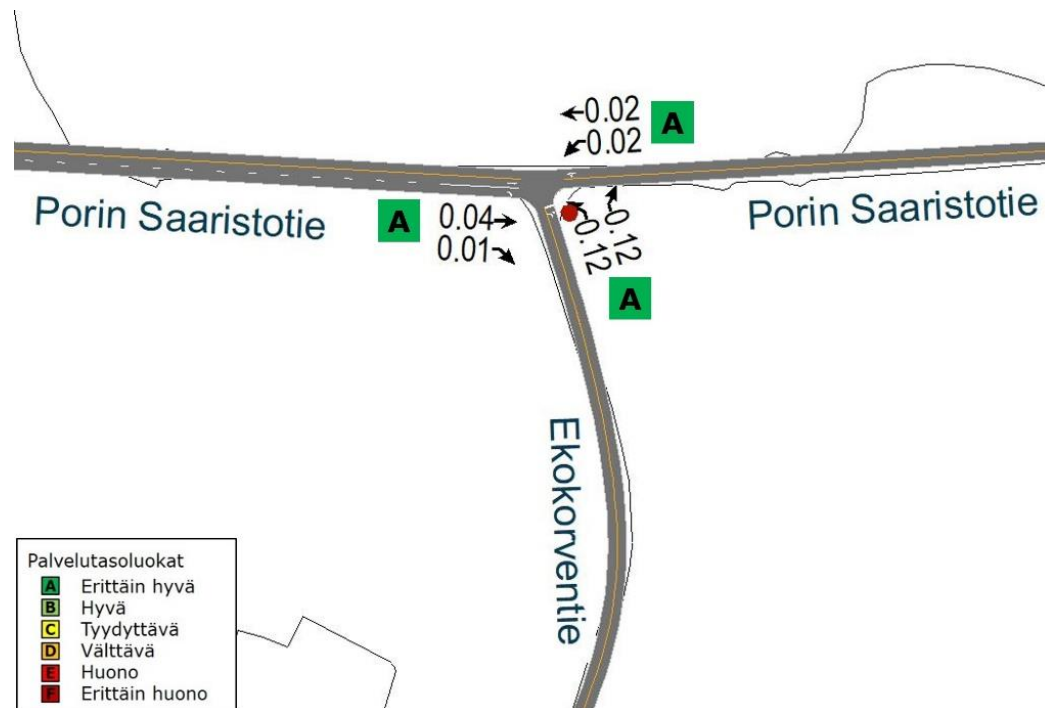 ←0.02
↙0.02
A
Porin Saaristotie
A
0.04→
0.01↘
0.12
0.12
A
Porin Saaristotie
Ekokorventie
Palvelutasoluokat
A Erittäin hyvä
B Hyvä
C Tyydyttävä
D Välttävä
E Huono
F Erittäin huono